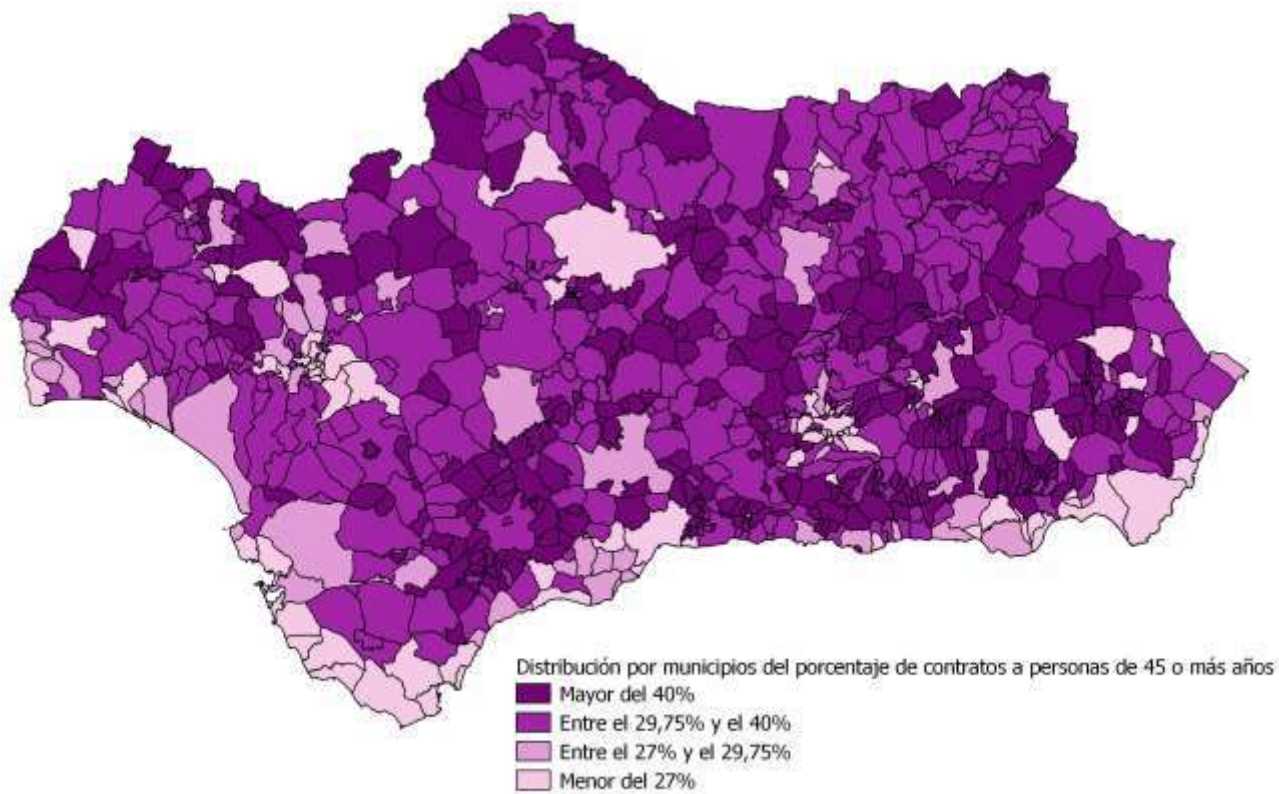 Distribución por municipios del porcentaje de contratos a personas de 45 o más años
Mayor del 40%
Entre el 29,75% y el 40%
Entre el 27% y el 29,75%
Menor del 27%